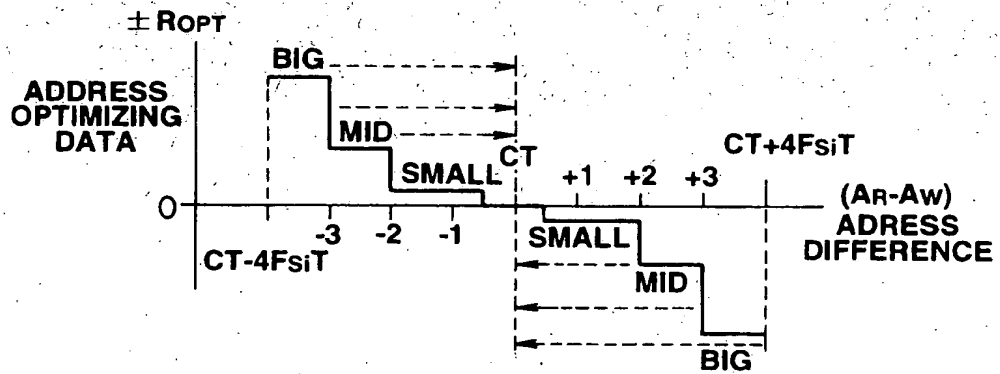 ± ROPT
BIG
ADDRESS
OPTIMIZING
DATA
MID
CT
CT+4FSiT
SMALL
+1 +2 +3
(AR-AW)
0
ADRESS
DIFFERENCE
-3 -2 -1
SMALL
CT-4FSiT
MID
BIG